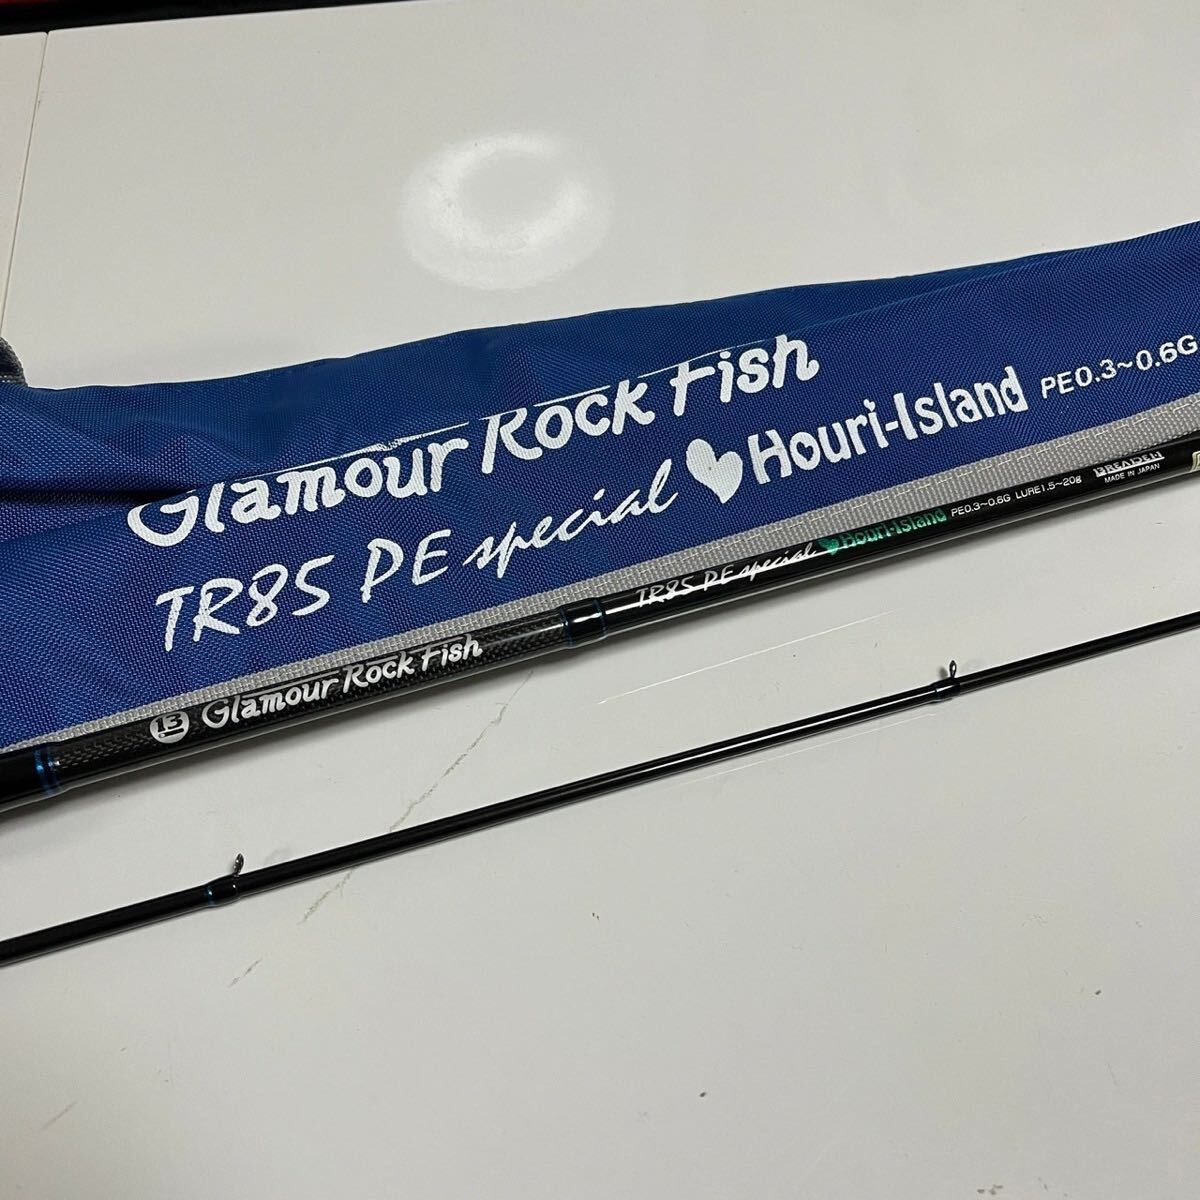 Glamour Rock Fish
TR85 PE special Houri-Island PE0.3~0.6G
13 Glamour Rock Fish
TR85 PE special Houri-Island PE0.3~0.6G LURE1.5~20g BREADEN
MADE IN JAPAN